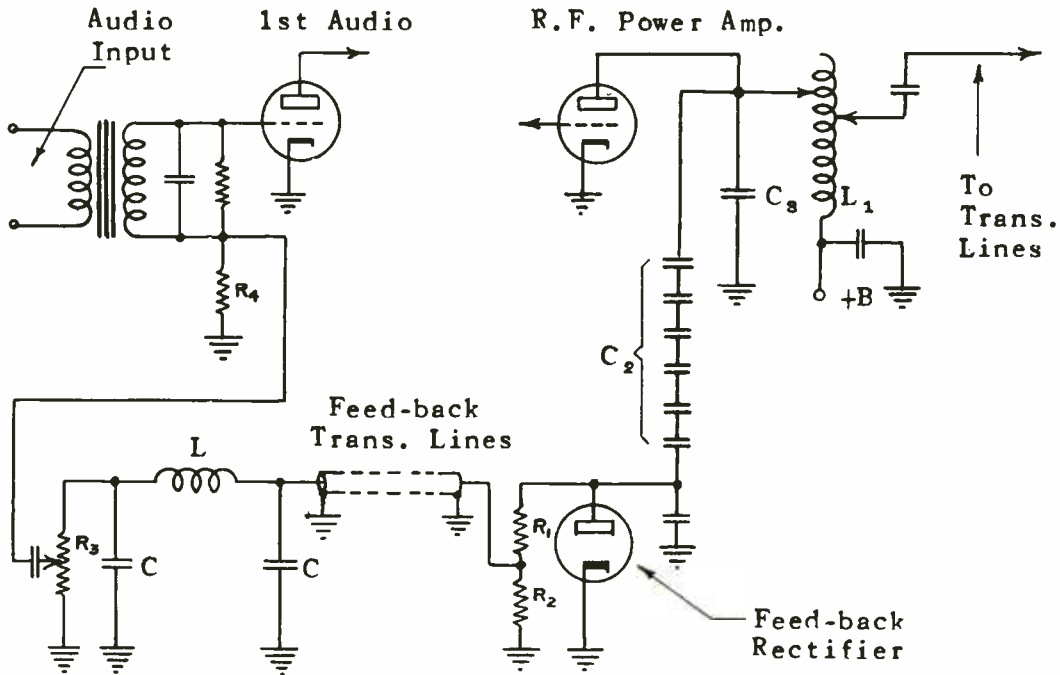 Audio
Input
1st Audio
R.F. Power Amp.
C₃
L₁
To
Trans.
Lines
+B
R₄
C₂
Feed-back
Trans. Lines
L
R₃
C
C
R₁
R₂
Feed-back
Rectifier